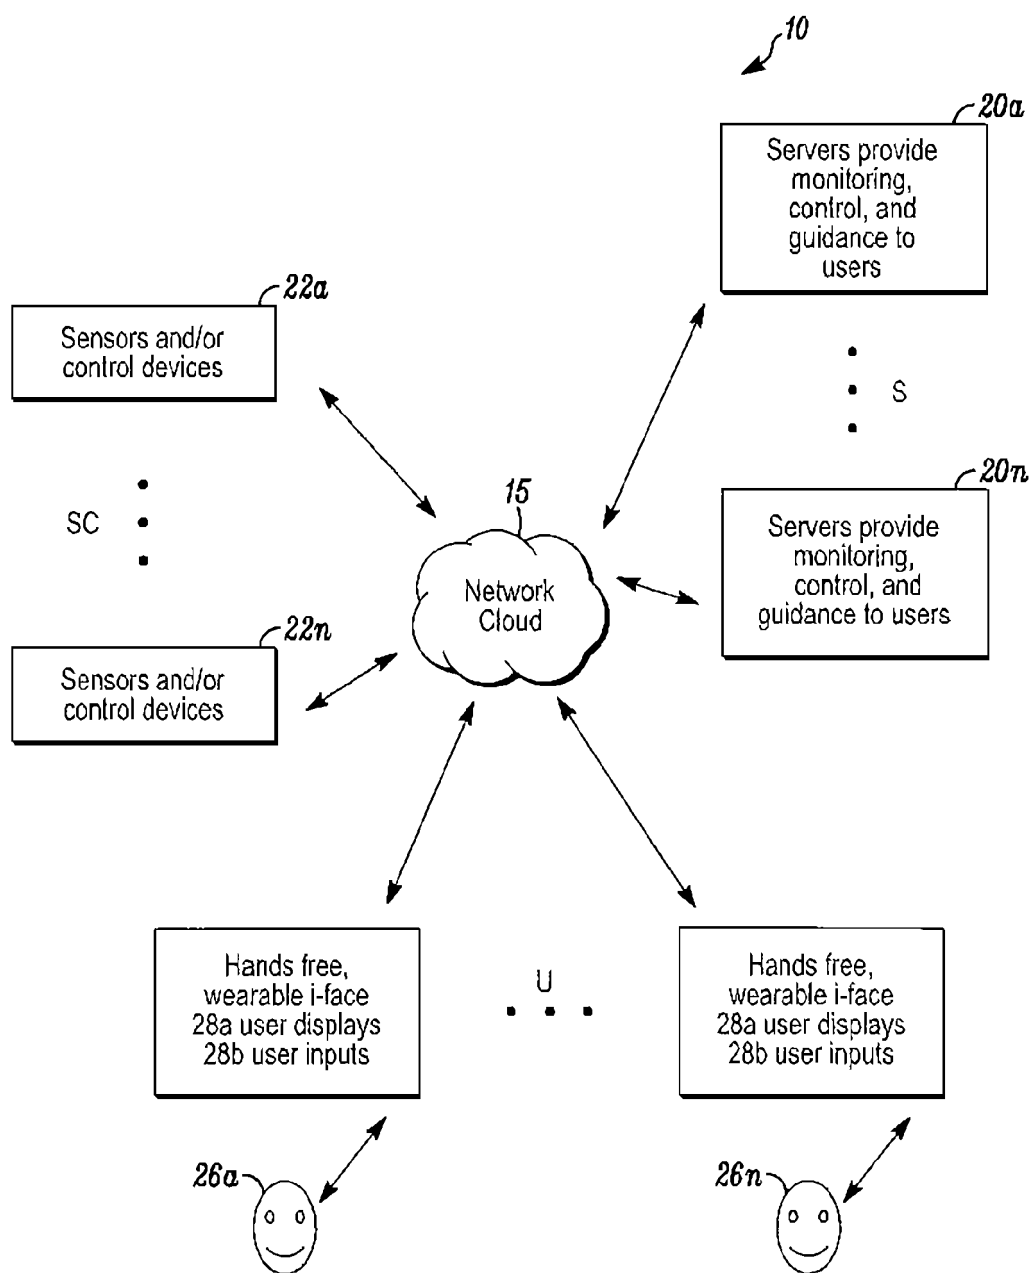 10
20a
Servers provide
monitoring,
control, and
guidance to
users
22a
Sensors and/or
control devices
S
20n
Servers provide
monitoring,
control, and
guidance to users
SC
15
Network
Cloud
22n
Sensors and/or
control devices
Hands free,
wearable i-face
28a user displays
28b user inputs
U
Hands free,
wearable i-face
28a user displays
28b user inputs
26a
26n